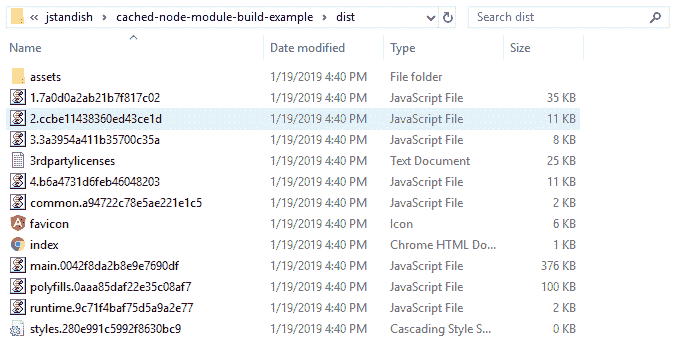 « jstandish > cached-node-module-build-example > dist Search dist
Name Date modified Type Size
assets 1/19/2019 4:40 PM File folder
1.7a0d0a2ab21b7f817c02 1/19/2019 4:40 PM JavaScript File 35 KB
2.ccbe11438360ed43ce1d 1/19/2019 4:40 PM JavaScript File 11 KB
3.3a3954a411b35700c35a 1/19/2019 4:40 PM JavaScript File 8 KB
3rdpartylicenses 1/19/2019 4:40 PM Text Document 25 KB
4.b6a4731d6feb46048203 1/19/2019 4:40 PM JavaScript File 11 KB
common.a94722c78e5ae221e1c5 1/19/2019 4:40 PM JavaScript File 2 KB
favicon 1/19/2019 4:40 PM Icon 6 KB
index 1/19/2019 4:40 PM Chrome HTML Do... 1 KB
main.0042f8da2b8e9e7690df 1/19/2019 4:40 PM JavaScript File 376 KB
polyfills.0aaa85daf22e35c08af7 1/19/2019 4:40 PM JavaScript File 100 KB
runtime.9c71f4baf75d5a9a2e77 1/19/2019 4:40 PM JavaScript File 2 KB
styles.280e991c5992f8630bc9 1/19/2019 4:40 PM Cascading Style S... 0 KB